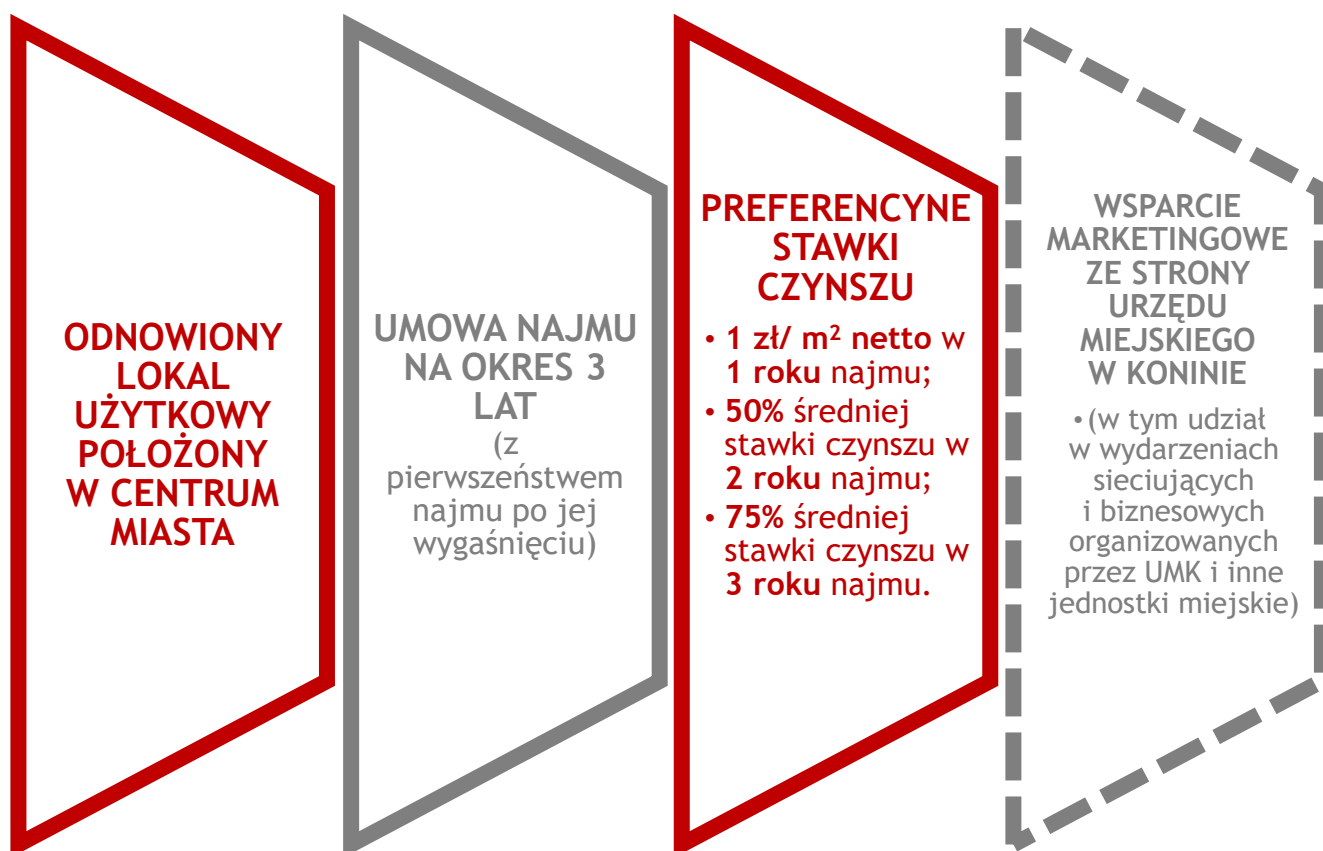 ODNOWIONY
LOKAL
UŻYTKOWY
POŁOŻONY
W CENTRUM
MIASTA
UMOWA NAJMU
NA OKRES 3
LAT
(z
pierwszeństwem
najmu po jej
wygaśnięciu)
PREFERENCYNE
STAWKI
CZYNSZU
• 1 zł/ m² netto w
1 roku najmu;
• 50% średniej
stawki czynszu w
2 roku najmu;
• 75% średniej
stawki czynszu w
3 roku najmu.
WSPARCIE
MARKETINGOWE
ZE STRONY
URZĘDU
MIEJSKIEGO
W KONINIE
• (w tym udział
w wydarzeniach
sieciujących
i biznesowych
organizowanych
przez UMK i inne
jednostki miejskie)